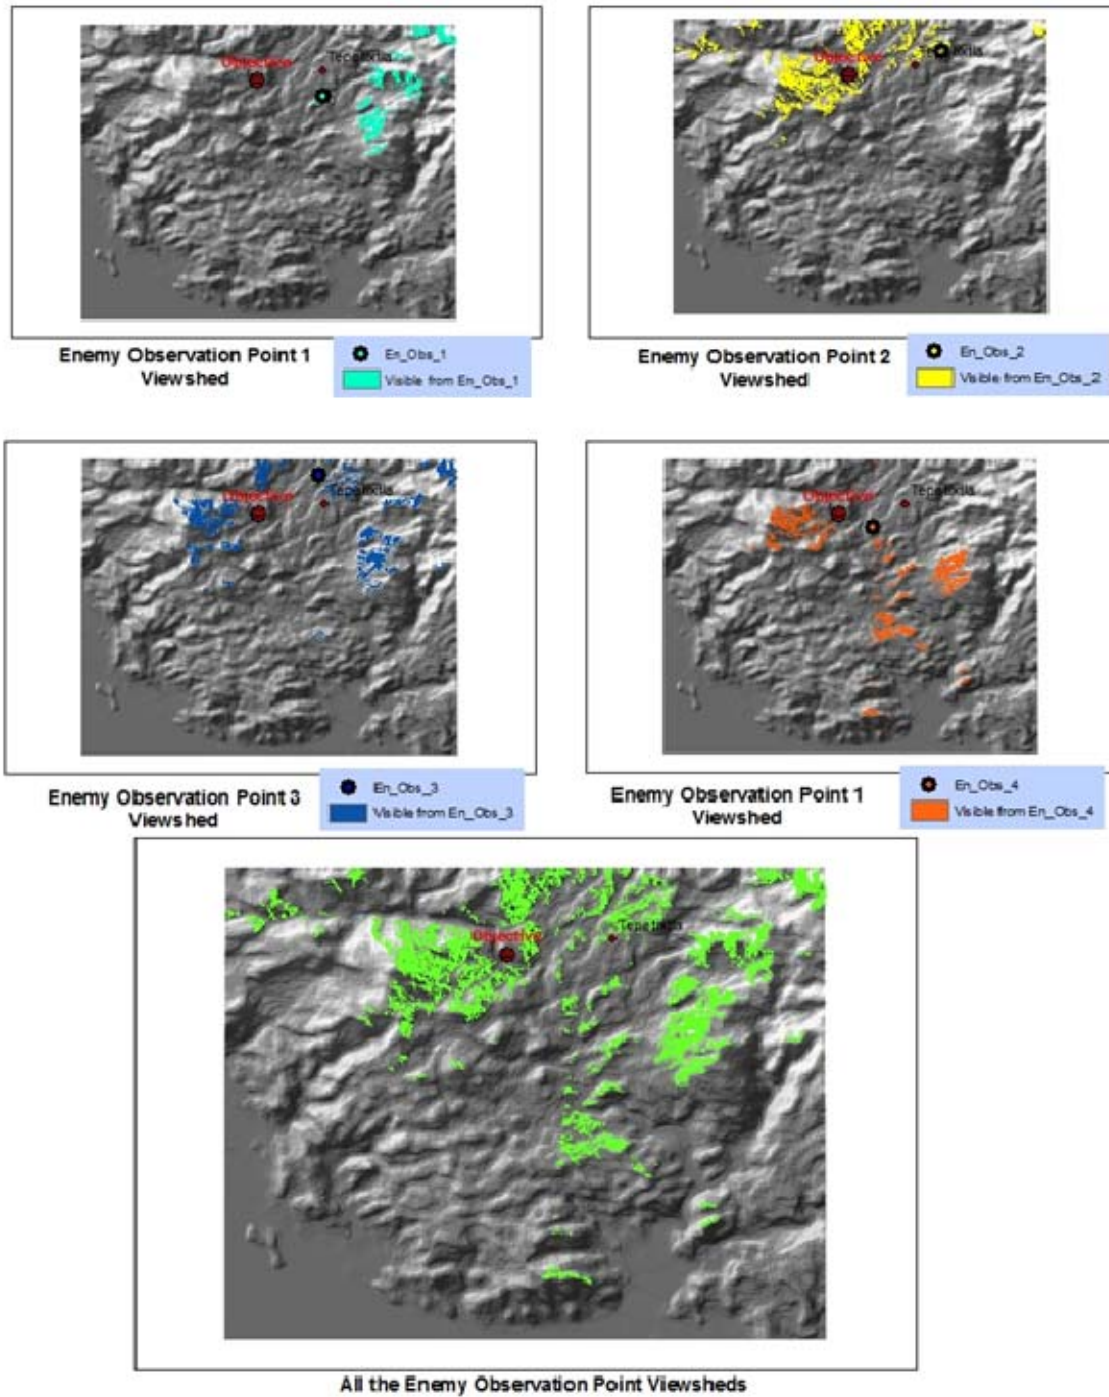 Objective
Tepetixtla
Enemy Observation Point 1
Viewshed
En_Obs_1
Visible from En_Obs_1
Objective
Enemy Observation Point 2
Viewshed
En_Obs_2
Visible from En_Obs_2
Objective
Tepetixtla
Enemy Observation Point 3
Viewshed
En_Obs_3
Visible from En_Obs_3
Objective
Tepetixtla
Enemy Observation Point 1
Viewshed
En_Obs_4
Visible from En_Obs_4
Objective
Tepetixtla
All the Enemy Observation Point Viewsheds